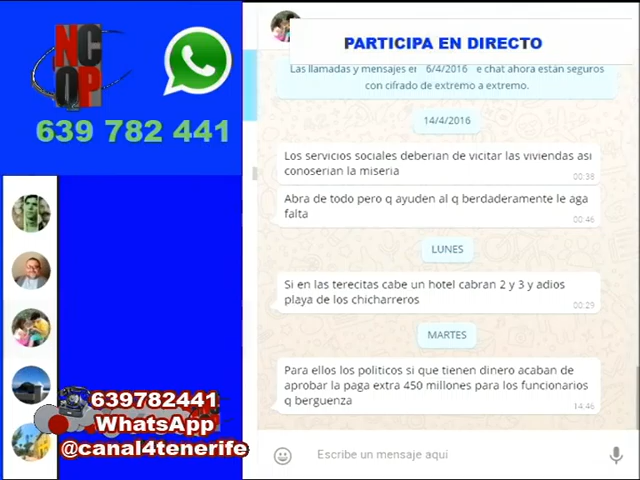 NC
OP
639 782 441
PARTICIPA EN DIRECTO
Las llamadas y mensajes en 6/4/2016 e chat ahora están seguros
con cifrado de extremo a extremo.
14/4/2016
Los servicios sociales deberian de vicitar las viviendas asi
conoserian la miseria
00:38
Abra de todo pero q ayuden al q berdaderamente le aga
falta
00:46
LUNES
Si en las terecitas cabe un hotel cabran 2 y 3 y adios
playa de los chicharreros
00:29
MARTES
Para ellos los politicos si que tienen dinero acaban de
aprobar la paga extra 450 millones para los funcionarios
q berguenza
14:46
639782441
WhatsApp
@canal4tenerife
Escribe un mensaje aqui